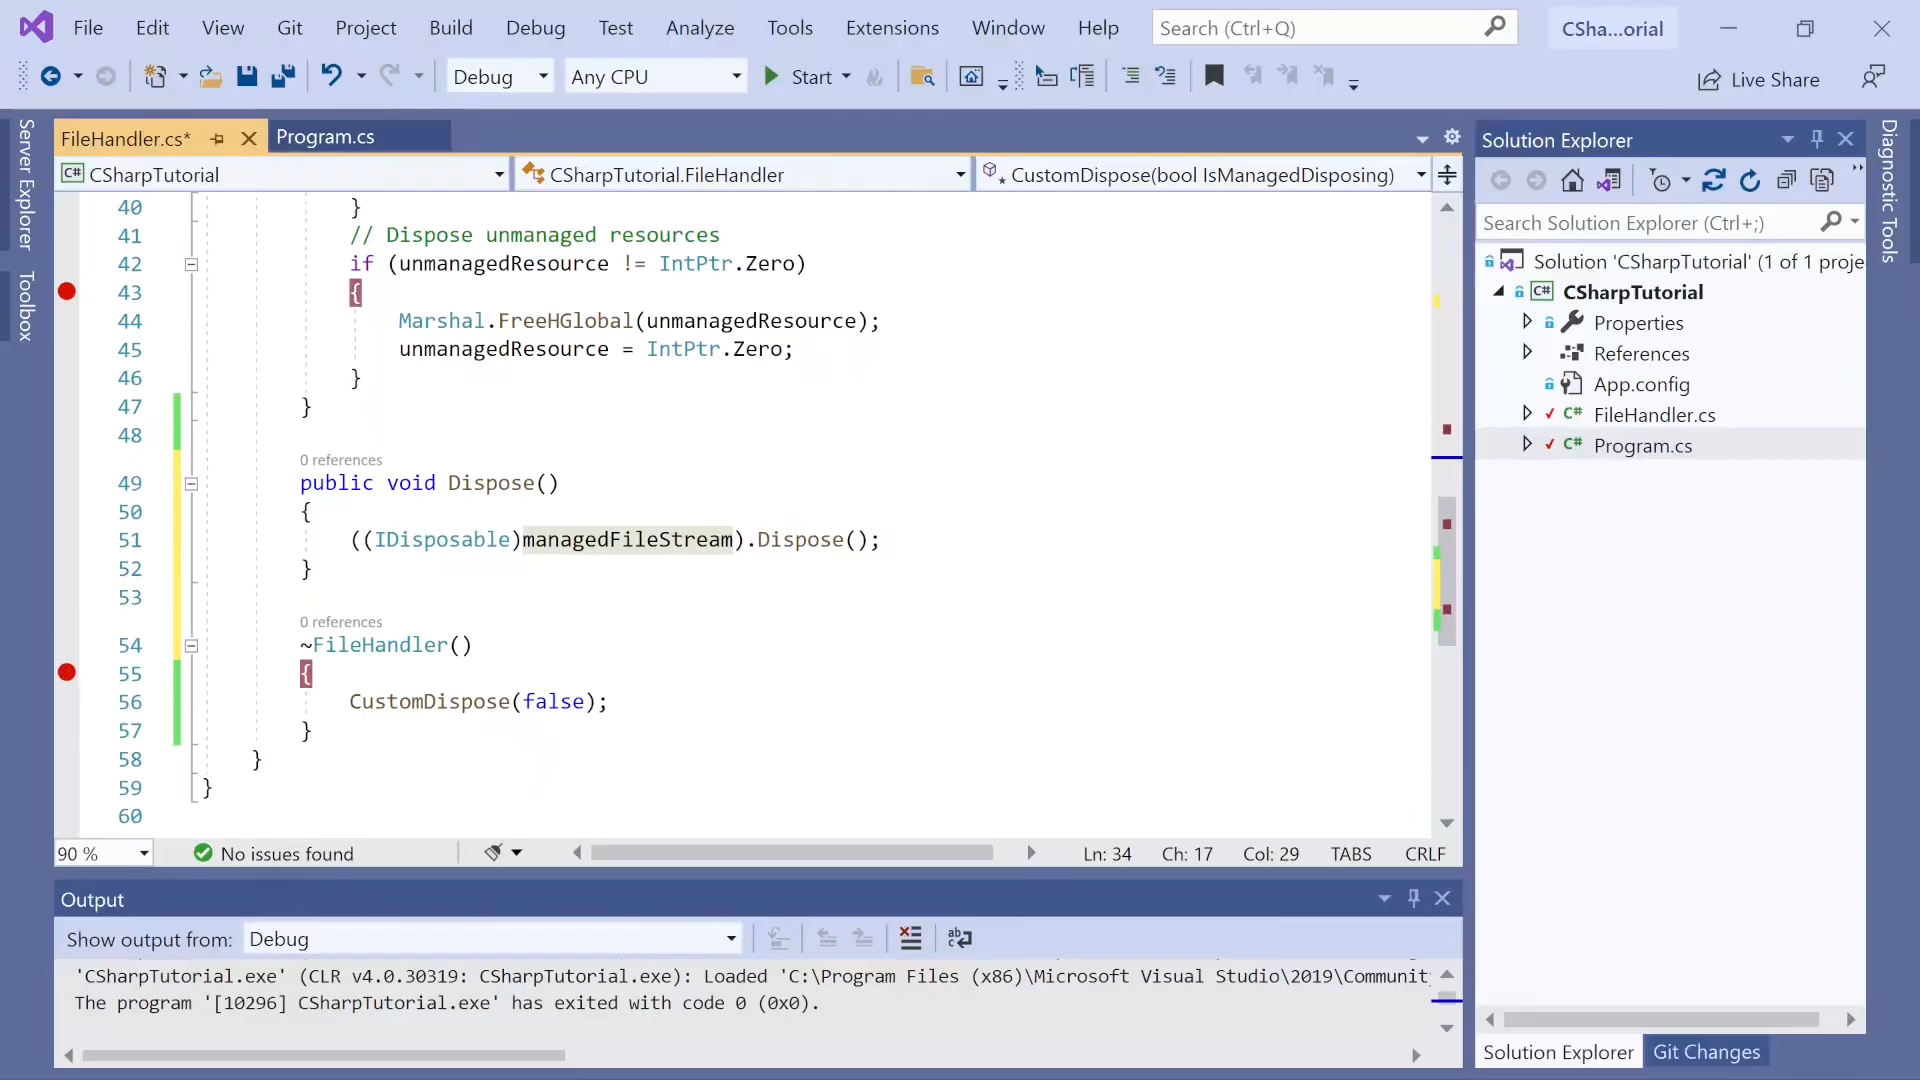 File Edit View Git Project Build Debug Test Analyze Tools Extensions Window Help Search (Ctrl+Q) CSha...orial
Debug Any CPU Start Live Share
Server Explorer
Toolbox
FileHandler.cs* Program.cs
C# CSharpTutorial CSharpTutorial.FileHandler CustomDispose(bool IsManagedDisposing)
40 }
41 // Dispose unmanaged resources
42 if (unmanagedResource != IntPtr.Zero)
43 {
44 Marshal.FreeHGlobal(unmanagedResource);
45 unmanagedResource = IntPtr.Zero;
46 }
47 }
48
0 references
49 public void Dispose()
50 {
51 ((IDisposable)managedFileStream).Dispose();
52 }
53
0 references
54 ~FileHandler()
55 {
56 CustomDispose(false);
57 }
58 }
59 }
60
90 % No issues found Ln: 34 Ch: 17 Col: 29 TABS CRLF
Output
Show output from: Debug
'CSharpTutorial.exe' (CLR v4.0.30319: CSharpTutorial.exe): Loaded 'C:\Program Files (x86)\Microsoft Visual Studio\2019\Communit
The program '[10296] CSharpTutorial.exe' has exited with code 0 (0x0).
Solution Explorer
Search Solution Explorer (Ctrl+;)
Solution 'CSharpTutorial' (1 of 1 proje
C# CSharpTutorial
Properties
References
App.config
C# FileHandler.cs
C# Program.cs
Solution Explorer Git Changes
Diagnostic Tools